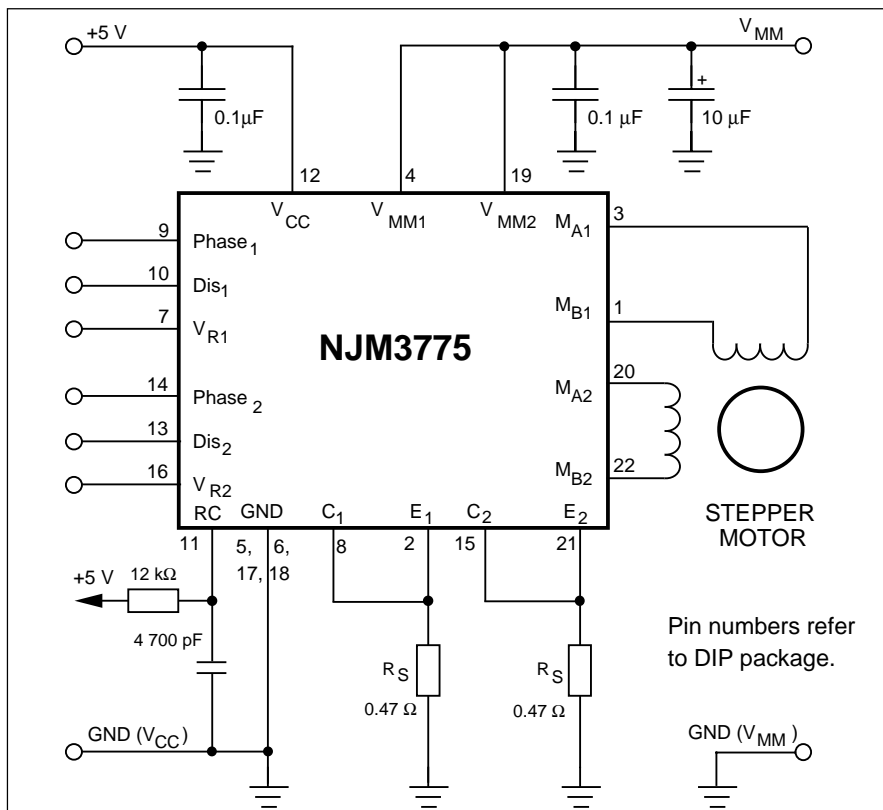 +5 V
V MM
+
0.1µF
0.1 µF
10 µF
12
4
19
V CC
V MM1
V MM2
M A1
3
9
Phase 1
10
Dis 1
M B1
1
7
V R1
NJM3775
14
Phase 2
M A2
20
13
Dis 2
16
V R2
M B2
22
RC
GND
C 1
E 1
C 2
E 2
STEPPER
MOTOR
11
5,
6,
17, 18
8
2
15
21
+5 V
12 kΩ
4 700 pF
R S
0.47 Ω
R S
0.47 Ω
Pin numbers refer
to DIP package.
GND (V CC)
GND (V MM)